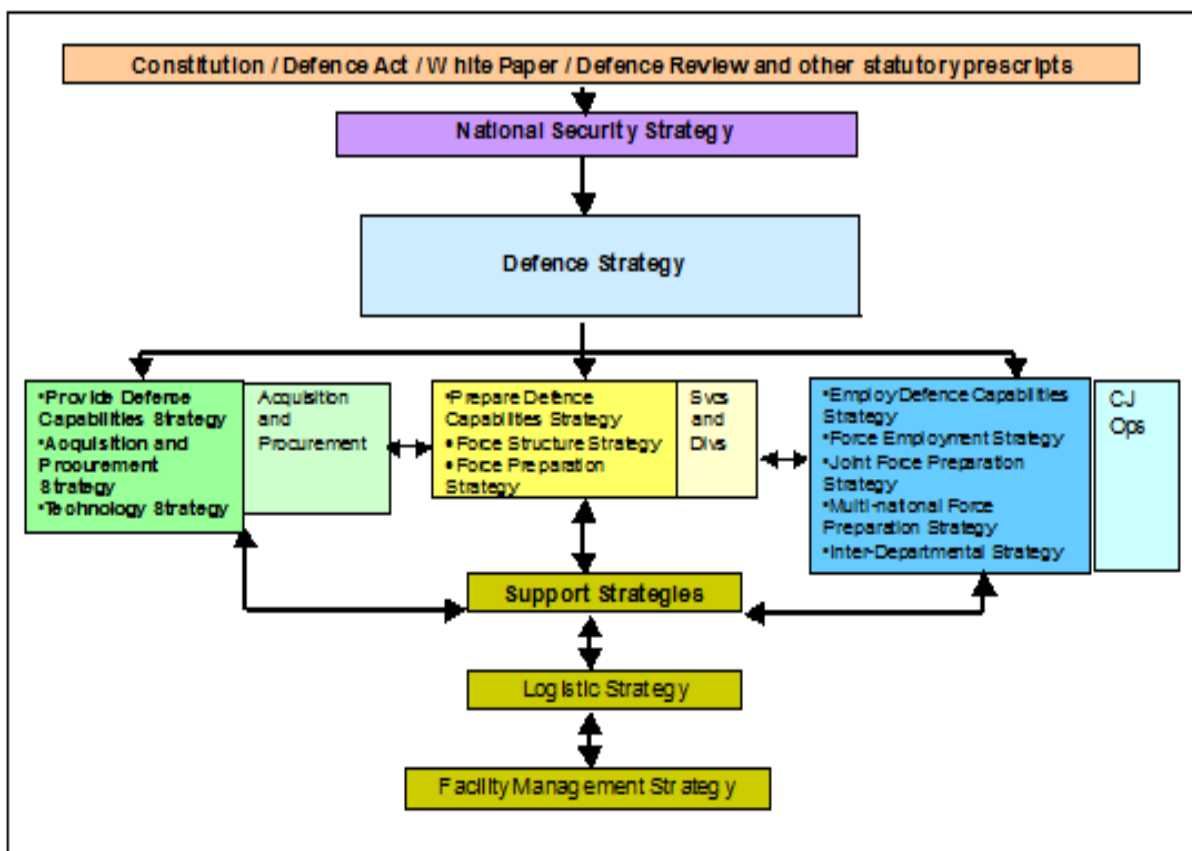 Constitution / Defence Act / White Paper / Defence Review and other statutory prescripts
National Security Strategy
Defence Strategy
•Provide Defense
Capabilities Strategy
•Acquisition and
Procurement
Strategy
•Technology Strategy
Acquisition
and
Procurement
•Prepare Defence
Capabilities Strategy
•Force Structure Strategy
•Force Preparation
Strategy
Svcs
and
Divs
•Employ Defence Capabilities
Strategy
•Force Employment Strategy
•Joint Force Preparation
Strategy
•Multi-national Force
Preparation Strategy
•Inter-Departmental Strategy
CJ
Ops
Support Strategies
Logistic Strategy
Facility Management Strategy